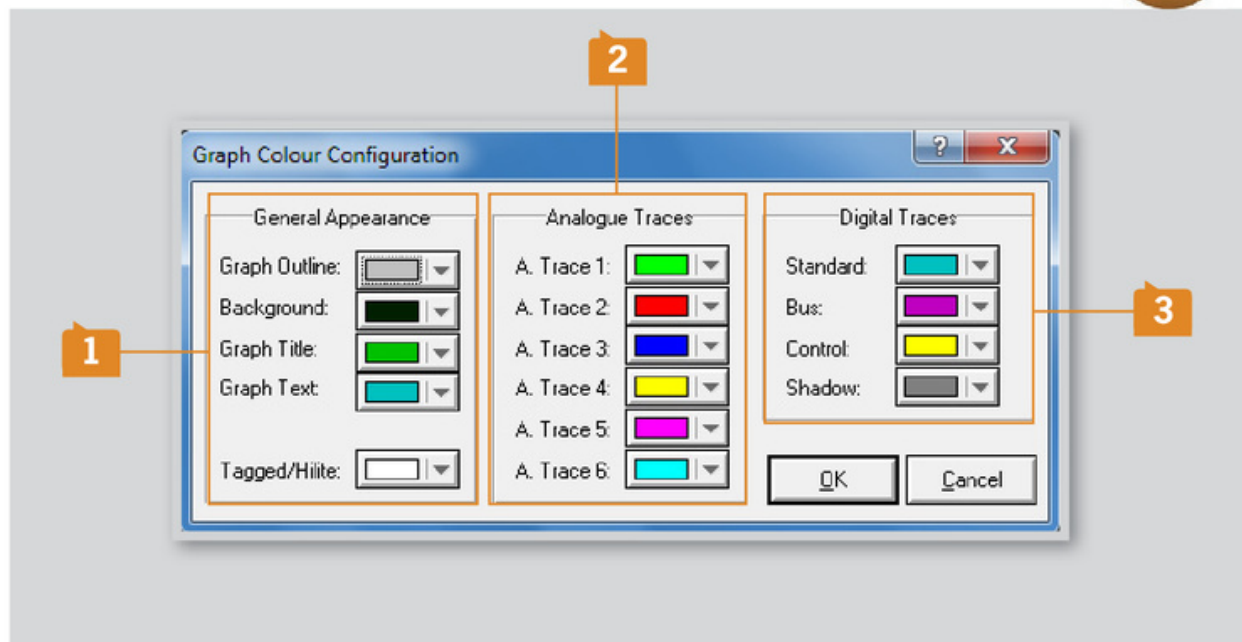 2
Graph Colour Configuration
?
X
General Appearance
Graph Outline:
Background:
Graph Title:
Graph Text:
Tagged/Hilite:
Analogue Traces
A. Trace 1:
A. Trace 2:
A. Trace 3:
A. Trace 4:
A. Trace 5:
A. Trace 6:
Digital Traces
Standard:
Bus:
Control:
Shadow:
OK
Cancel
1
3